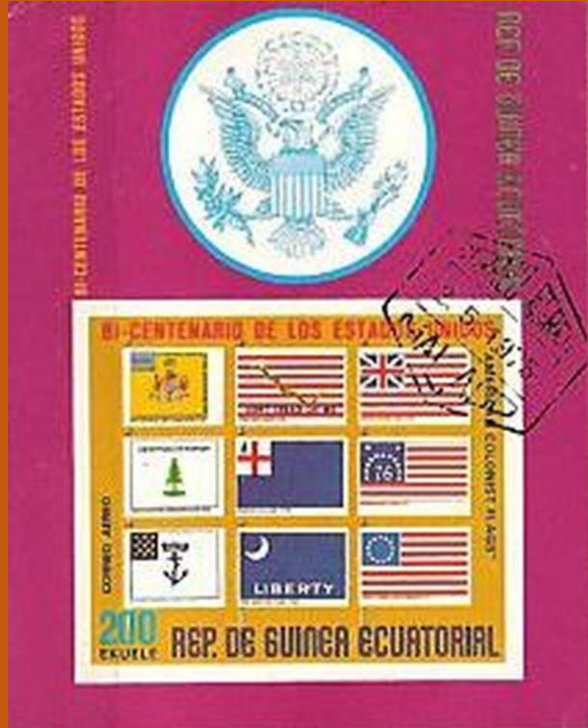 BI-CENTENARIO DE LOS ESTADOS UNIDOS
REP. DE GUINEA ECUATORIAL
BI-CENTENARIO DE LOS ESTADOS UNIDOS
"AMERICAN COLONIST FLAGS"
76
LIBERTY
CORREO AEREO
200
EKUELE
REP. DE GUINEA ECUATORIAL